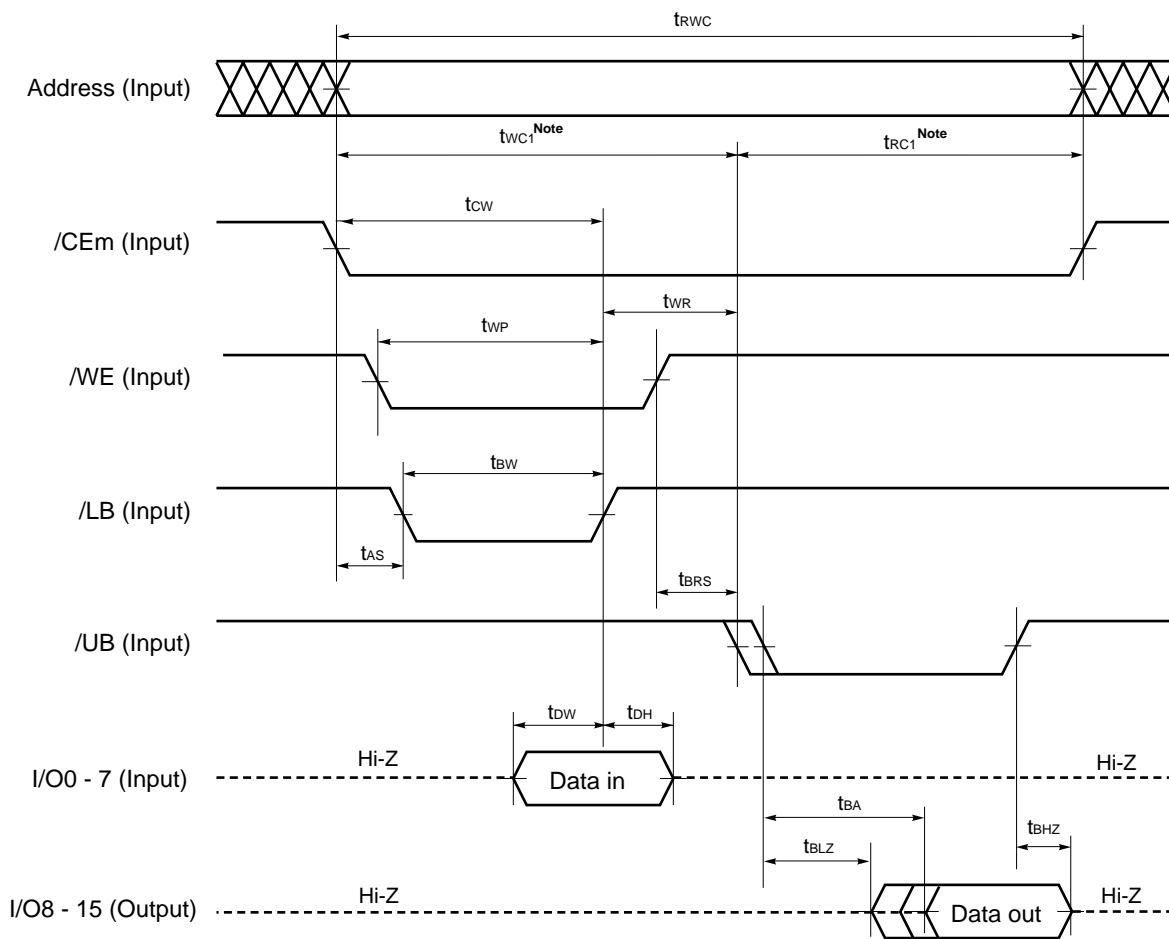 tRWC
Address (Input)
tWC1Note
tRC1Note
tCW
/CEm (Input)
tWR
tWP
/WE (Input)
tBW
/LB (Input)
tAS
tBRS
/UB (Input)
tDW
tDH
Hi-Z
Hi-Z
I/O0 - 7 (Input)
Data in
tBA
tBHZ
tBLZ
Hi-Z
Hi-Z
I/O8 - 15 (Output)
Data out